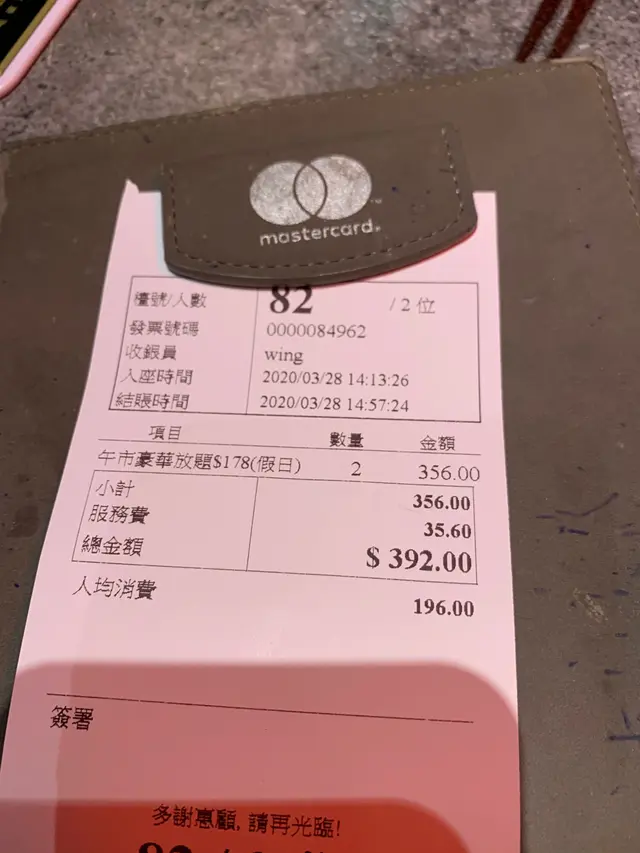 mastercard.
檯號/人數 82 / 2 位
發票號碼 0000084962
收銀員 wing
入座時間 2020/03/28 14:13:26
結賬時間 2020/03/28 14:57:24
項目 數量 金額
午市豪華放題$178(假日) 2 356.00
小計 356.00
服務費 35.60
總金額 $ 392.00
人均消費 196.00
簽署
多謝惠顧, 請再光臨!